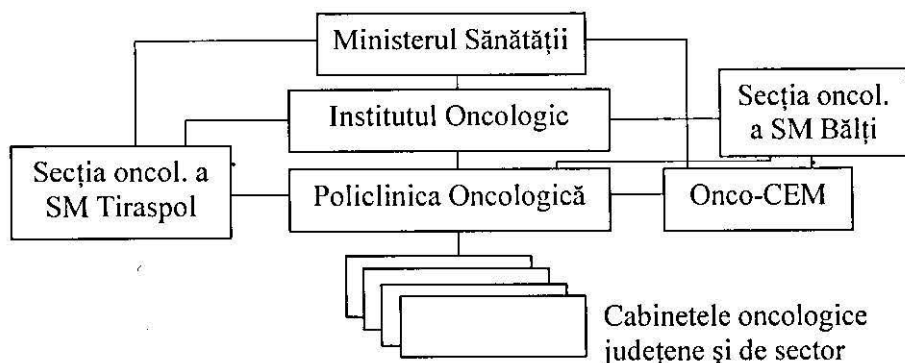 Ministerul Sănătății
Institutul Oncologic
Secția oncol.
a SM Bălți
Secția oncol. a
SM Tiraspol
Policlinica Oncologică
Onco-CEM
Cabinetele oncologice
județene și de sector